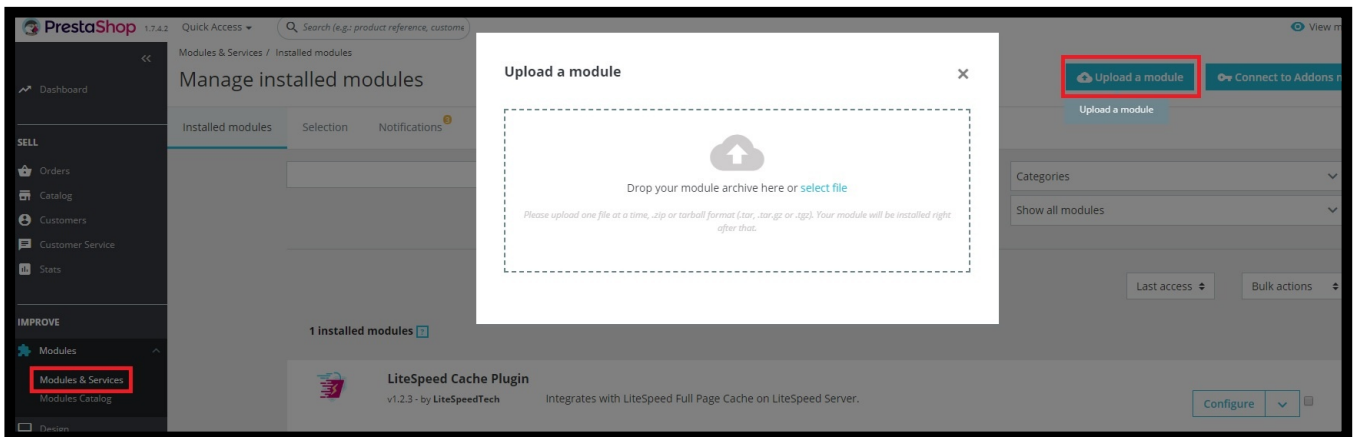 PrestaShop 1.7.4.2 Quick Access Search (e.g.: product reference, custome View m
Modules & Services / Installed modules
Manage installed modules
Upload a module
Connect to Addons m
Upload a module
Installed modules Selection Notifications 3
Dashboard
SELL
Orders
Catalog
Customers
Customer Service
Stats
IMPROVE
Modules
Modules & Services
Modules Catalog
Design
Upload a module ×
Drop your module archive here or select file
Please upload one file at a time, .zip or tarball format (.tar, .tar.gz or .tgz). Your module will be installed right
after that.
Categories
Show all modules
Last access Bulk actions
1 installed modules ?
LiteSpeed Cache Plugin
v1.2.3 - by LiteSpeedTech Integrates with LiteSpeed Full Page Cache on LiteSpeed Server.
Configure